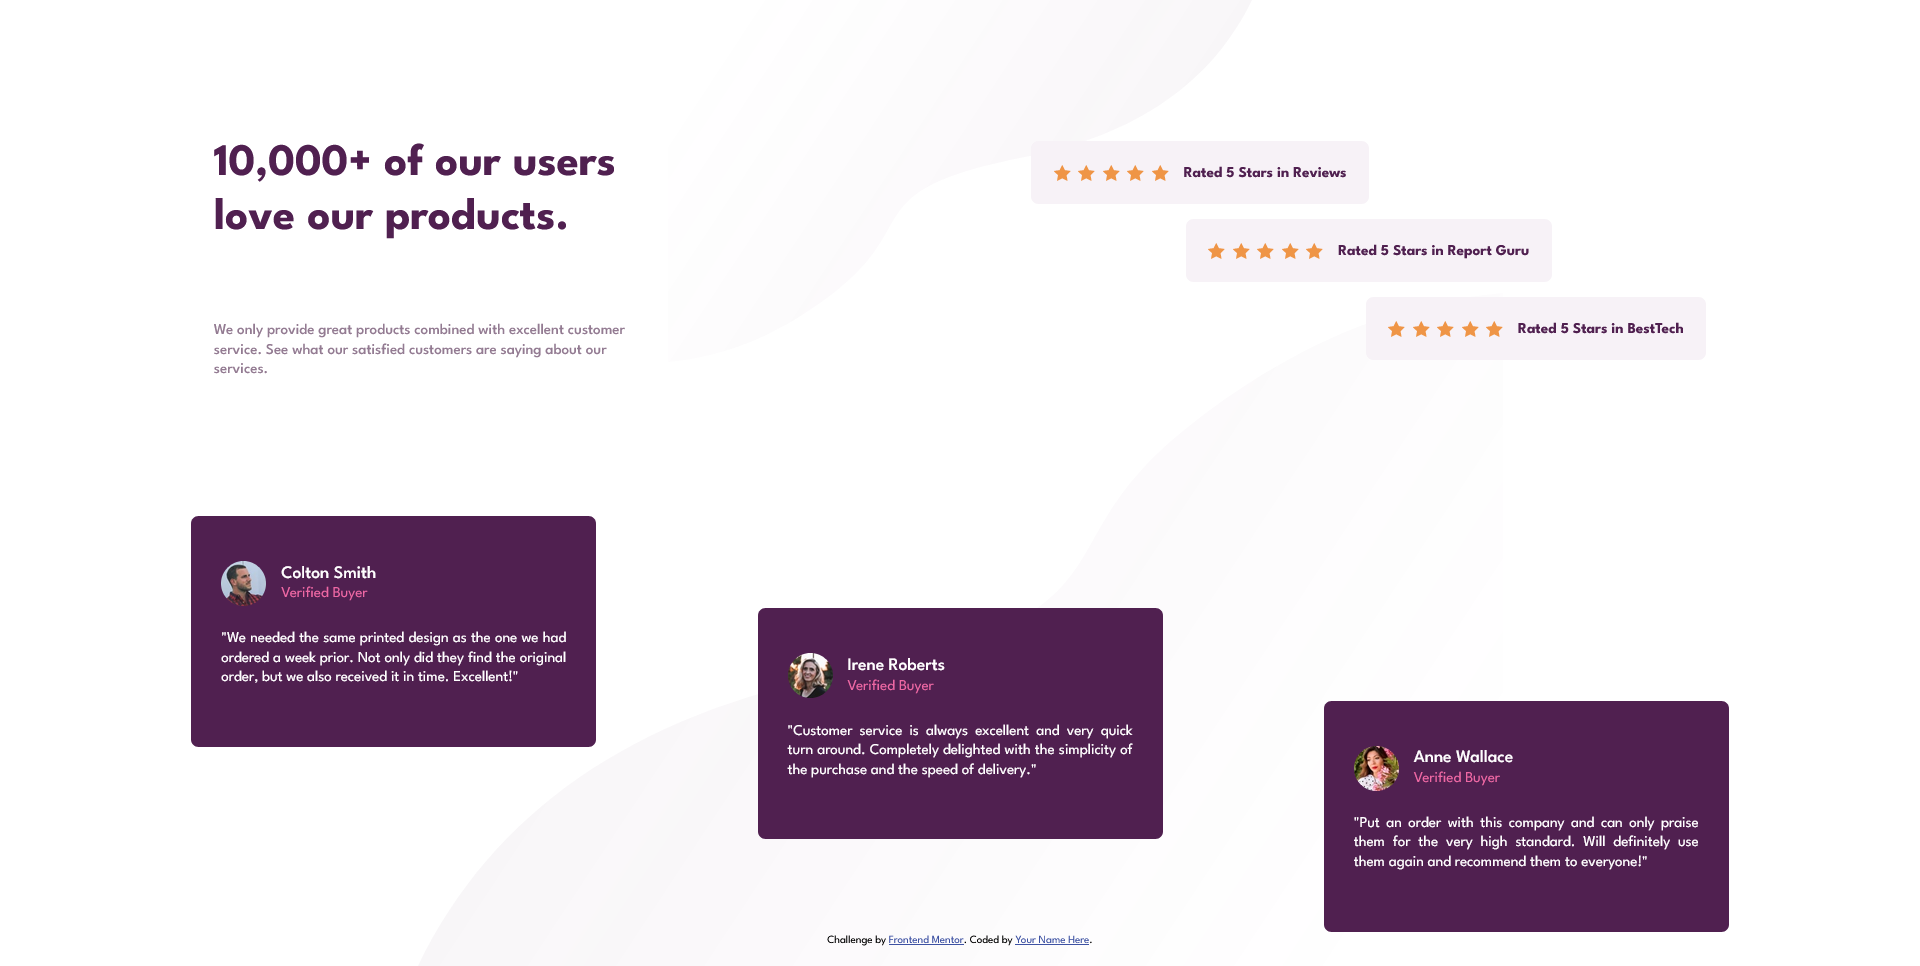 10,000+ of our users
love our products.
We only provide great products combined with excellent customer
service. See what our satisfied customers are saying about our
services.
Rated 5 Stars in Reviews
Rated 5 Stars in Report Guru
Rated 5 Stars in BestTech
Colton Smith
Verified Buyer
"We needed the same printed design as the one we had
ordered a week prior. Not only did they find the original
order, but we also received it in time. Excellent!"
Irene Roberts
Verified Buyer
"Customer service is always excellent and very quick
turn around. Completely delighted with the simplicity of
the purchase and the speed of delivery."
Anne Wallace
Verified Buyer
"Put an order with this company and can only praise
them for the very high standard. Will definitely use
them again and recommend them to everyone!"
Challenge by Frontend Mentor. Coded by Your Name Here.